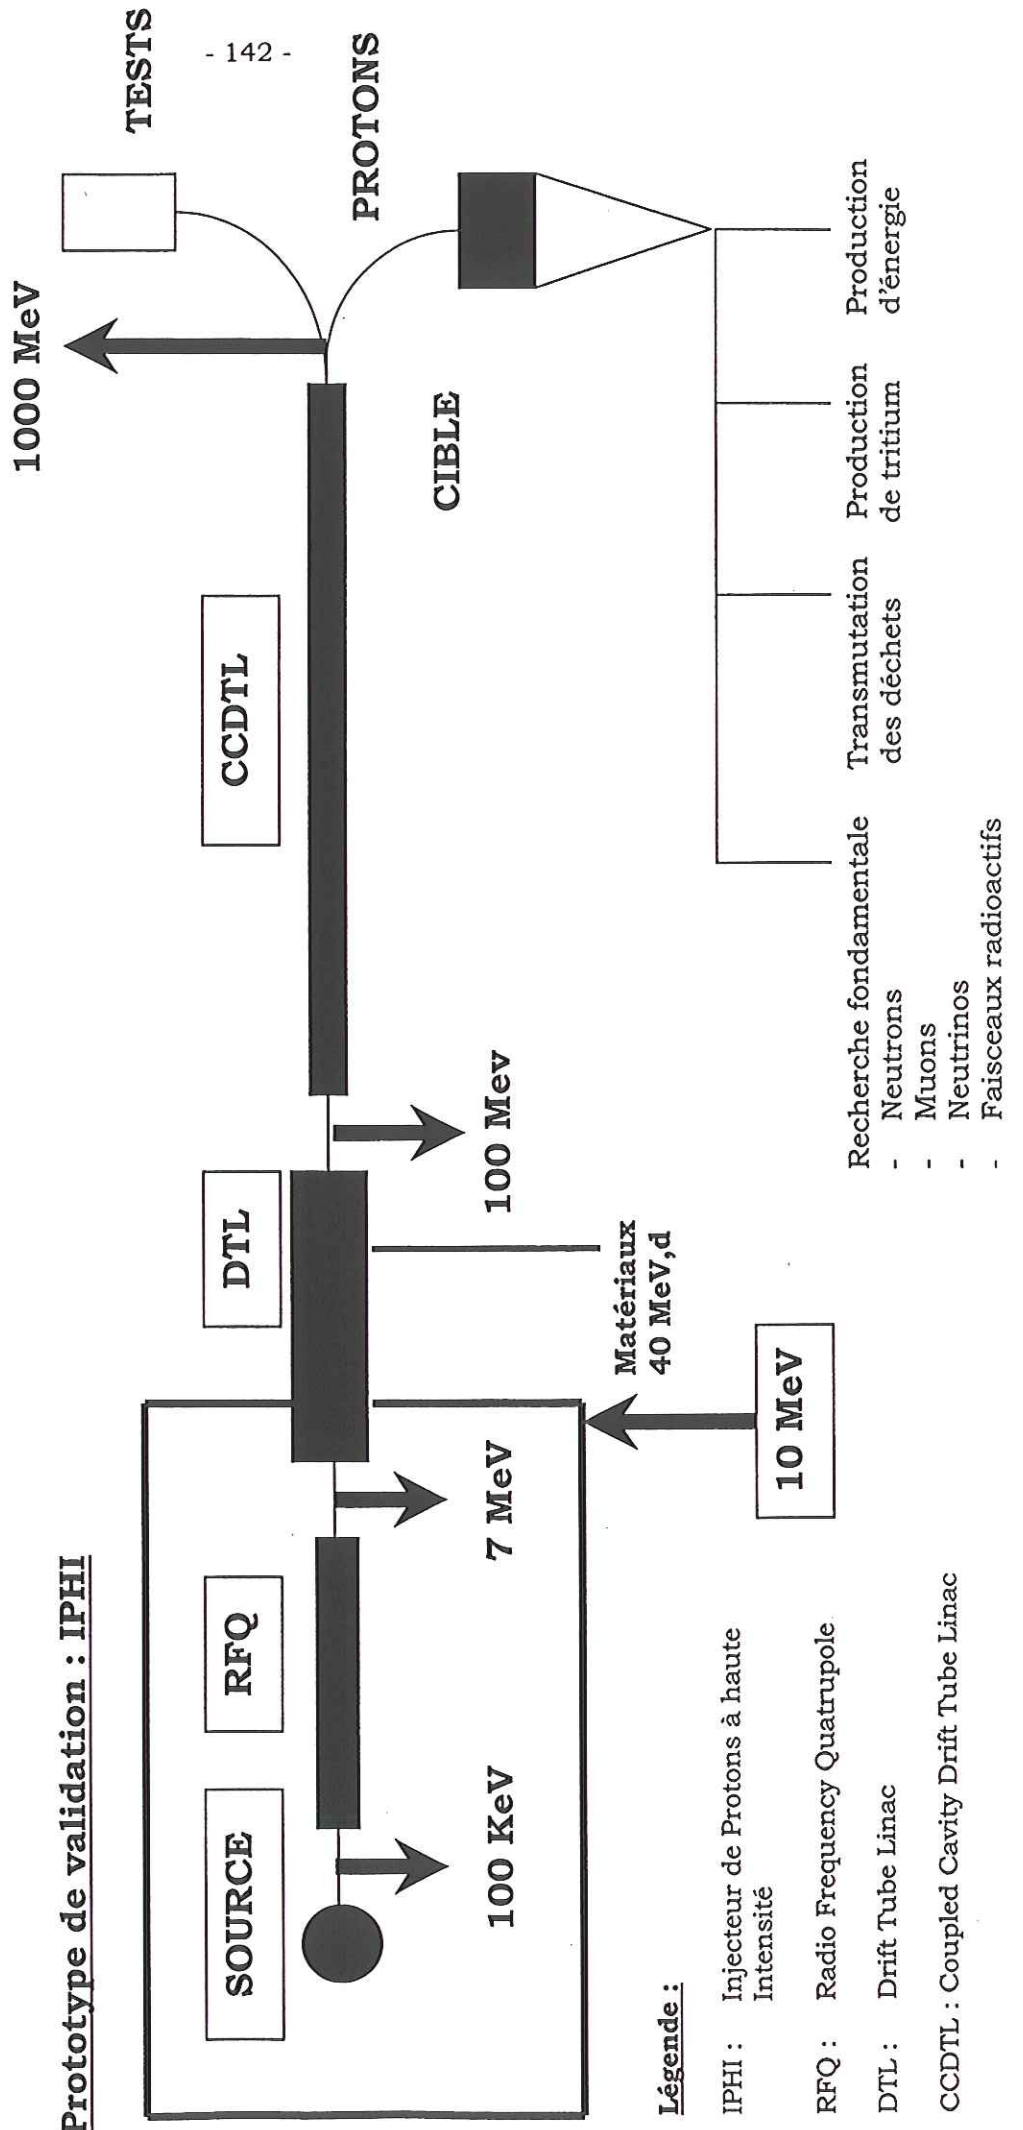 - 142 -
Prototype de validation : IPHI
SOURCE
RFQ
DTL
CCDTL
1000 MeV
TESTS
PROTONS
CIBLE
100 KeV
7 MeV
100 Mev
Matériaux
40 MeV,d
10 MeV
Recherche fondamentale
- Neutrons
- Muons
- Neutrinos
- Faisceaux radioactifs
Transmutation
des déchets
Production
de tritium
Production
d'énergie
Légende :
IPHI : Injecteur de Protons à haute
Intensité
RFQ : Radio Frequency Quatrupole
DTL : Drift Tube Linac
CCDTL : Coupled Cavity Drift Tube Linac